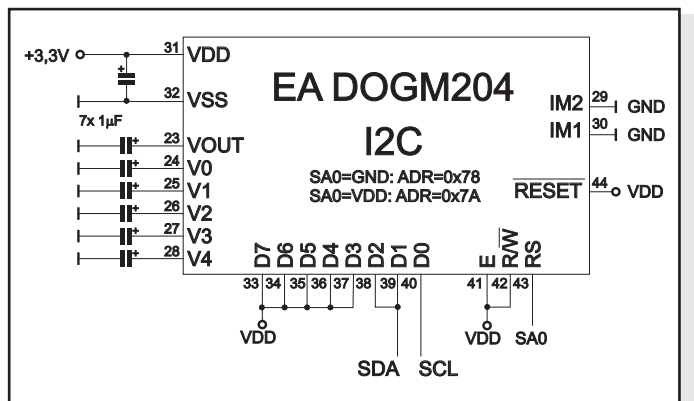 +3,3V
31 VDD
32 VSS
7x 1µF
23 VOUT
24 V0
25 V1
26 V2
27 V3
28 V4
EA DOGM204
I2C
SA0=GND: ADR=0x78
SA0=VDD: ADR=0x7A
IM2 29 GND
IM1 30 GND
RESET 44 VDD
D7 D6 D5 D4 D3 D2 D1 D0 E R/W RS
33 34 35 36 37 38 39 40 41 42 43
VDD VDD SA0
SDA SCL